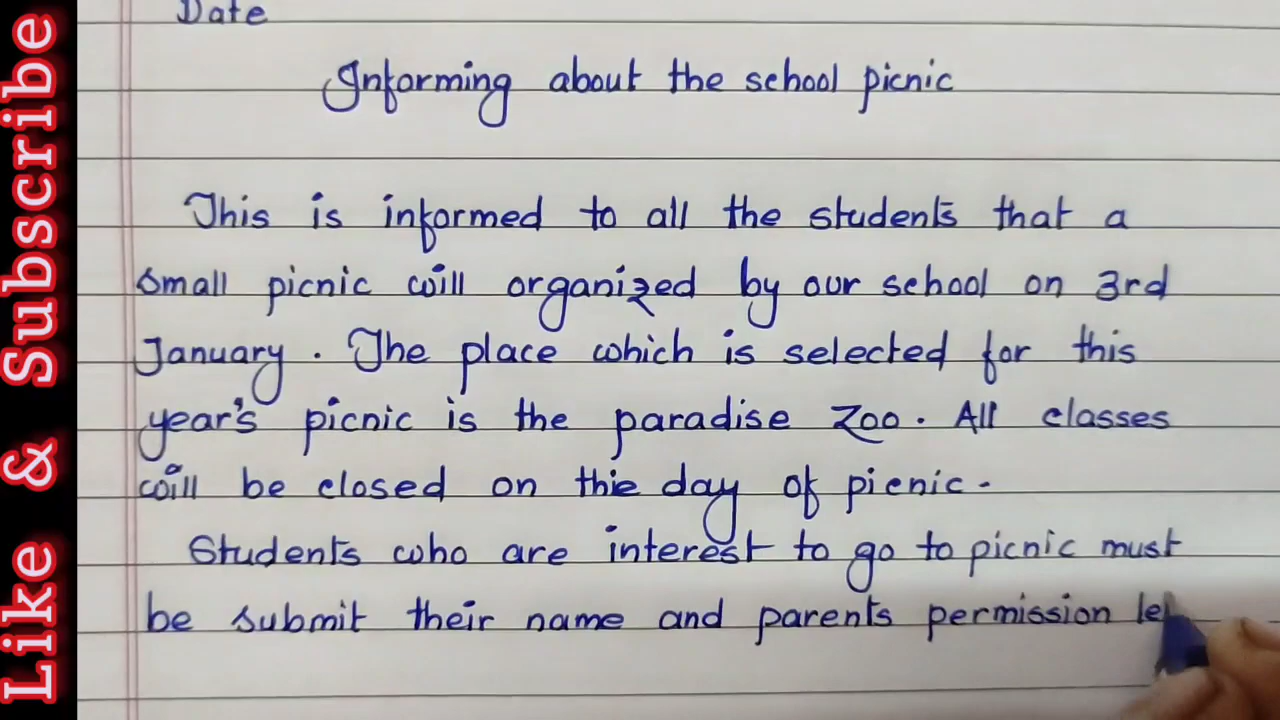 Like & Subscribe
Date
Informing about the school picnic
This is informed to all the students that a
small picnic will organized by our school on 3rd
January. The place which is selected for this
year's picnic is the paradise Zoo. All classes
will be closed on the day of picnic.
Students who are interest to go to picnic must
be submit their name and parents permission le